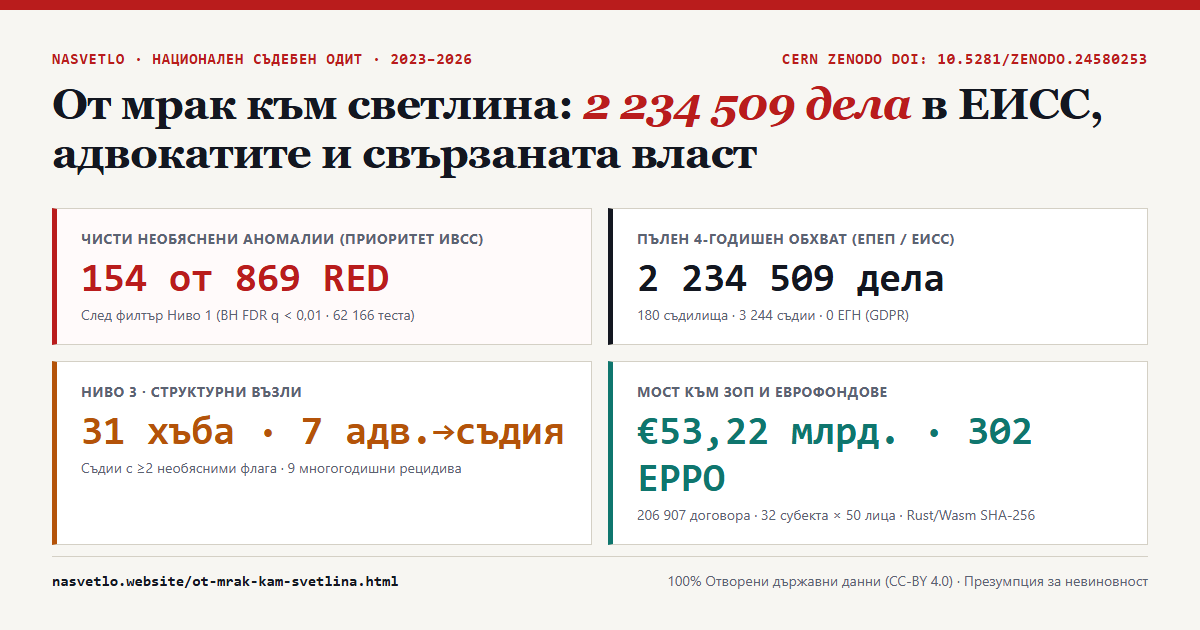 NASVETLO · НАЦИОНАЛЕН СЪДЕБЕН ОДИТ · 2023–2026
CERN ZENODO DOI: 10.5281/ZENODO.24580253
От мрак към светлина: 2 234 509 дела в ЕИСС,
адвокатите и свързаната власт
ЧИСТИ НЕОБЯСНЕНИ АНОМАЛИИ (ПРИОРИТЕТ ИВСС)
154 от 869 RED
След филтър Ниво 1 (BH FDR q < 0,01 · 62 166 теста)
ПЪЛЕН 4-ГОДИШЕН ОБХВАТ (ЕПЕП / ЕИСС)
2 234 509 дела
180 съдилища · 3 244 съдии · 0 ЕГН (GDPR)
НИВО 3 · СТРУКТУРНИ ВЪЗЛИ
31 хъба · 7 адв.→съдия
Съдии с ≥2 необясними флага · 9 многогодишни рецидива
МОСТ КЪМ ЗОП И ЕВРОФОНДОВЕ
€53,22 млрд. · 302
EPPO
206 907 договора · 32 субекта × 50 лица · Rust/Wasm SHA-256
nasvetlo.website/ot-mrak-kam-svetlina.html
100% Отворени държавни данни (CC-BY 4.0) · Презумпция за невиновност